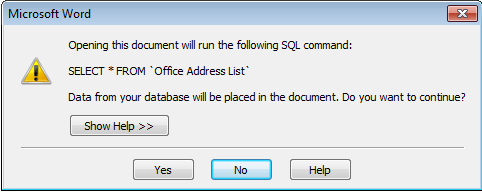 Microsoft Word
Opening this document will run the following SQL command:
SELECT * FROM `Office Address List`
Data from your database will be placed in the document. Do you want to continue?
Show Help >>
Yes No Help